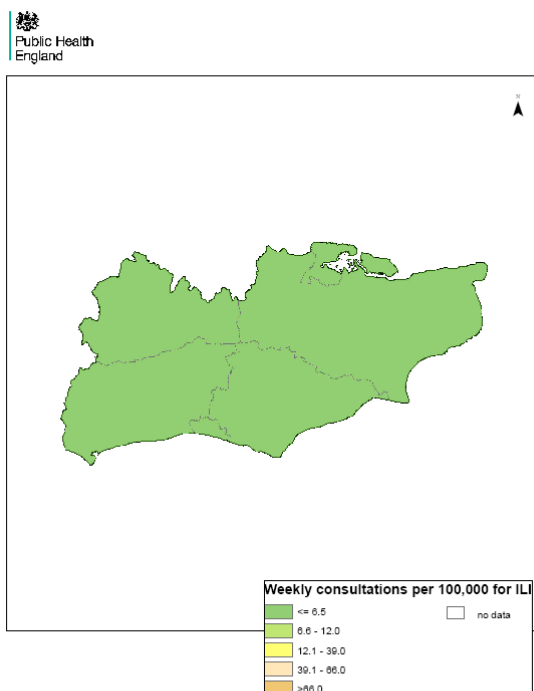 Public Health
England
N
Weekly consultations per 100,000 for ILI
<= 6.5
no data
6.6 - 12.0
12.1 - 39.0
39.1 - 66.0
>66.0